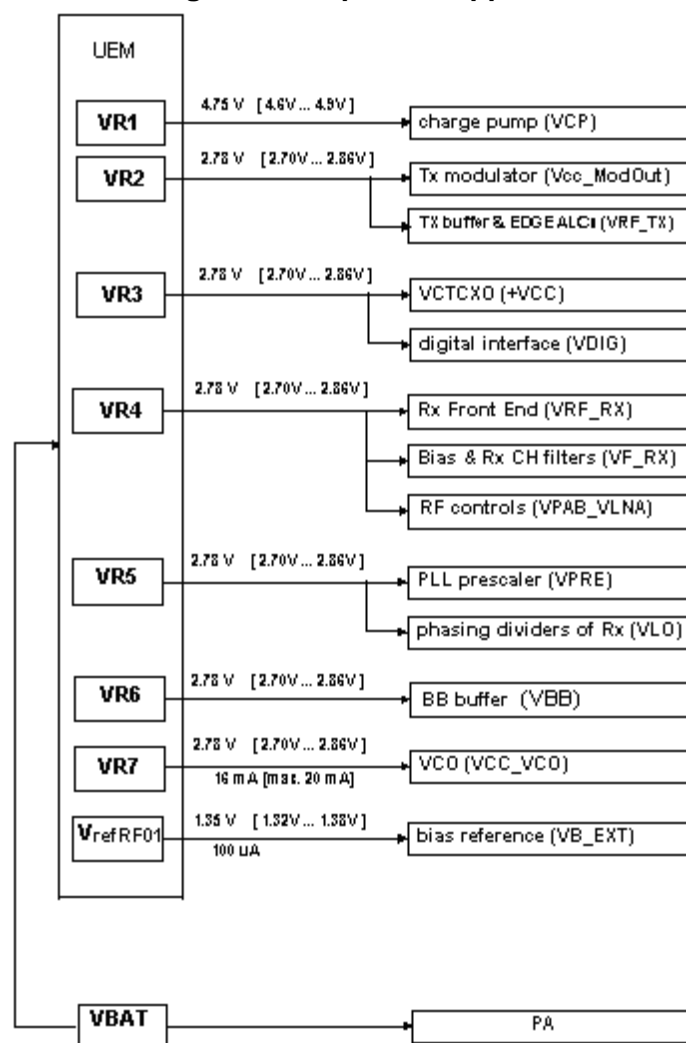 UEM
VR1
4.75 V [ 4.6V... 4.9V]
charge pump (VCP)
VR2
2.78 V [2.70V... 2.86V]
Tx modulator (Vcc_ModOut)
TX buffer & EDGE ALCs (VRF_TX)
VR3
2.78 V [2.70V... 2.86V]
VCTCXO (+VCC)
digital interface (VDIG)
VR4
2.78 V [2.70V... 2.86V]
Rx Front End (VRF_RX)
Bias & Rx CH filters (VF_RX)
RF controls (VPAB_VLNA)
VR5
2.78 V [2.70V... 2.86V]
PLL prescaler (VPRE)
phasing dividers of Rx (VLO)
VR6
2.78 V [2.70V... 2.86V]
BB buffer (VBB)
VR7
2.78 V [2.70V... 2.86V]
16 mA [max. 20 mA]
VCO (VCC_VCO)
VrefRF01
1.35 V [1.32V... 1.38V]
100 uA
bias reference (VB_EXT)
VBAT
PA